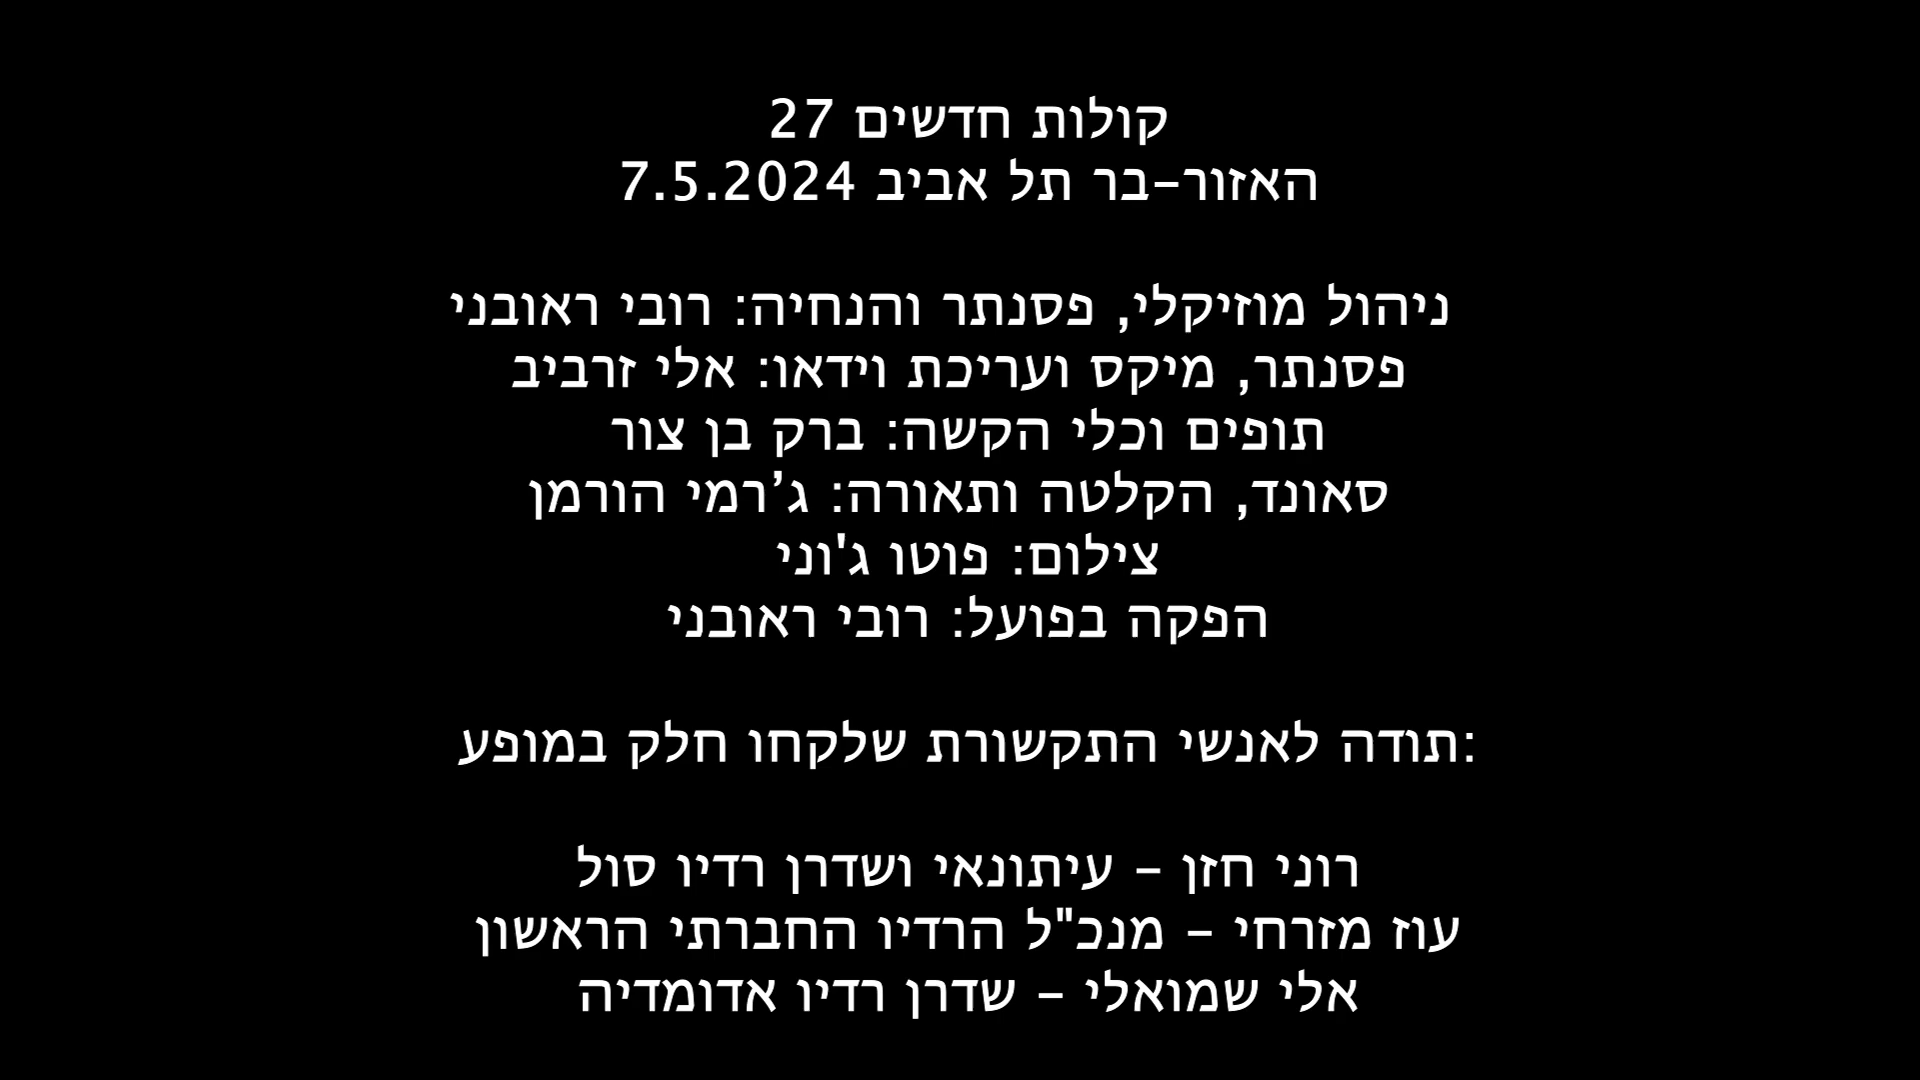 קולות חדשים 27
האזור-בר תל אביב 7.5.2024
ניהול מוזיקלי, פסנתר והנחיה: רובי ראובני
פסנתר, מיקס ועריכת וידאו: אלי זרביב
תופים וכלי הקשה: ברק בן צור
סאונד, הקלטה ותאורה: ג׳רמי הורמן
צילום: פוטו ג'וני
הפקה בפועל: רובי ראובני
:תודה לאנשי התקשורת שלקחו חלק במופע
רוני חזן – עיתונאי ושדרן רדיו סול
עוז מזרחי – מנכ"ל הרדיו החברתי הראשון
אלי שמואלי – שדרן רדיו אדומדיה